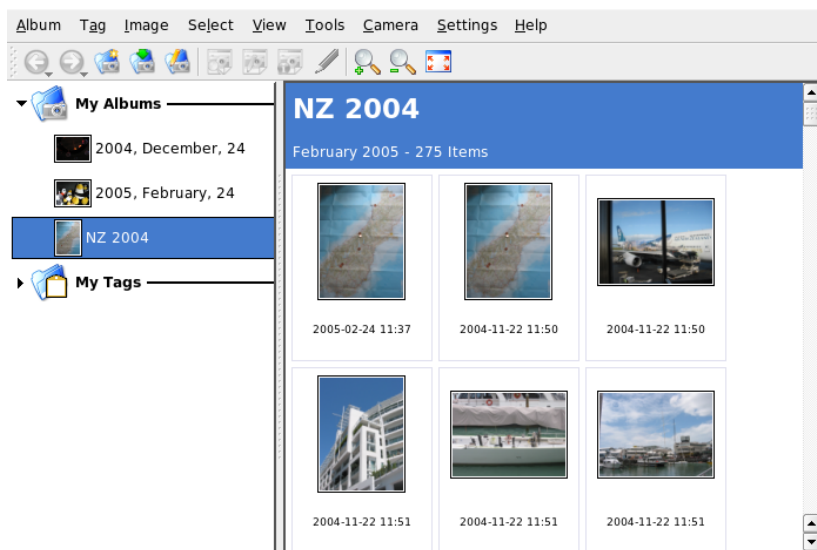 Album Tag Image Select View Tools Camera Settings Help
My Albums
2004, December, 24
2005, February, 24
NZ 2004
My Tags
NZ 2004
February 2005 - 275 Items
2005-02-24 11:37
2004-11-22 11:50
2004-11-22 11:50
2004-11-22 11:51
2004-11-22 11:51
2004-11-22 11:51